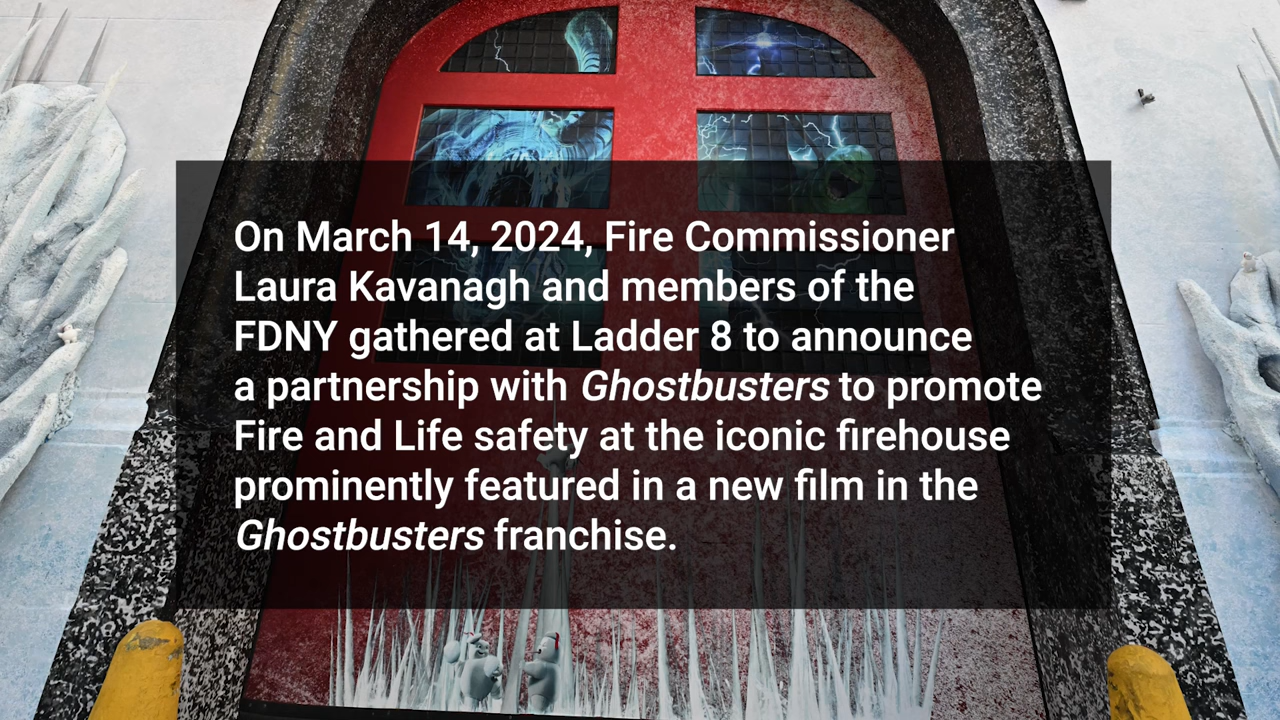 On March 14, 2024, Fire Commissioner
Laura Kavanagh and members of the
FDNY gathered at Ladder 8 to announce
a partnership with Ghostbusters to promote
Fire and Life safety at the iconic firehouse
prominently featured in a new film in the
Ghostbusters franchise.